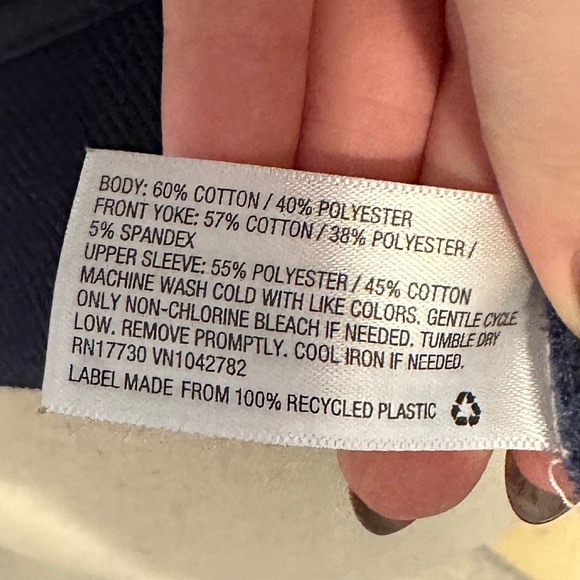 BODY: 60% COTTON / 40% POLYESTER
FRONT YOKE: 57% COTTON / 38% POLYESTER /
5% SPANDEX
UPPER SLEEVE: 55% POLYESTER / 45% COTTON
MACHINE WASH COLD WITH LIKE COLORS. GENTLE CYCLE
ONLY NON-CHLORINE BLEACH IF NEEDED. TUMBLE DRY
LOW. REMOVE PROMPTLY. COOL IRON IF NEEDED.
RN17730 VN1042782
LABEL MADE FROM 100% RECYCLED PLASTIC